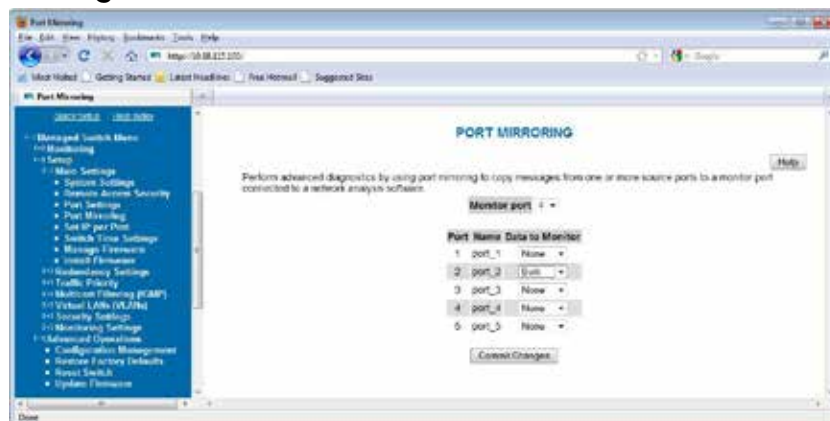 Port Mirroring
File Edit View History Bookmarks Tools Help
Most Visited Getting Started Latest Headlines Free Hotmail Suggested Sites
Port Mirroring
Managed Switch Menu
Monitoring
Setup
Main Settings
System Settings
Remote Access Security
Port Settings
Port Mirroring
Set IP per Port
Switch Time Settings
Manage Firmware
Install Firmware
Redundancy Settings
Traffic Priority
Multicast Filtering (IGMP)
Virtual LANs (VLANs)
Security Settings
Monitoring Settings
Advanced Operations
Configuration Management
Restore Factory Defaults
Reset Switch
Update Firmware
PORT MIRRORING
Help
Perform advanced diagnostics by using port mirroring to copy messages from one or more source ports to a monitor port
connected to a network analysis software.
Monitor port 4
Port Name Data to Monitor
1 port_1 None
2 port_2 Both
3 port_3 None
4 port_4 None
5 port_5 None
Commit Changes
Done